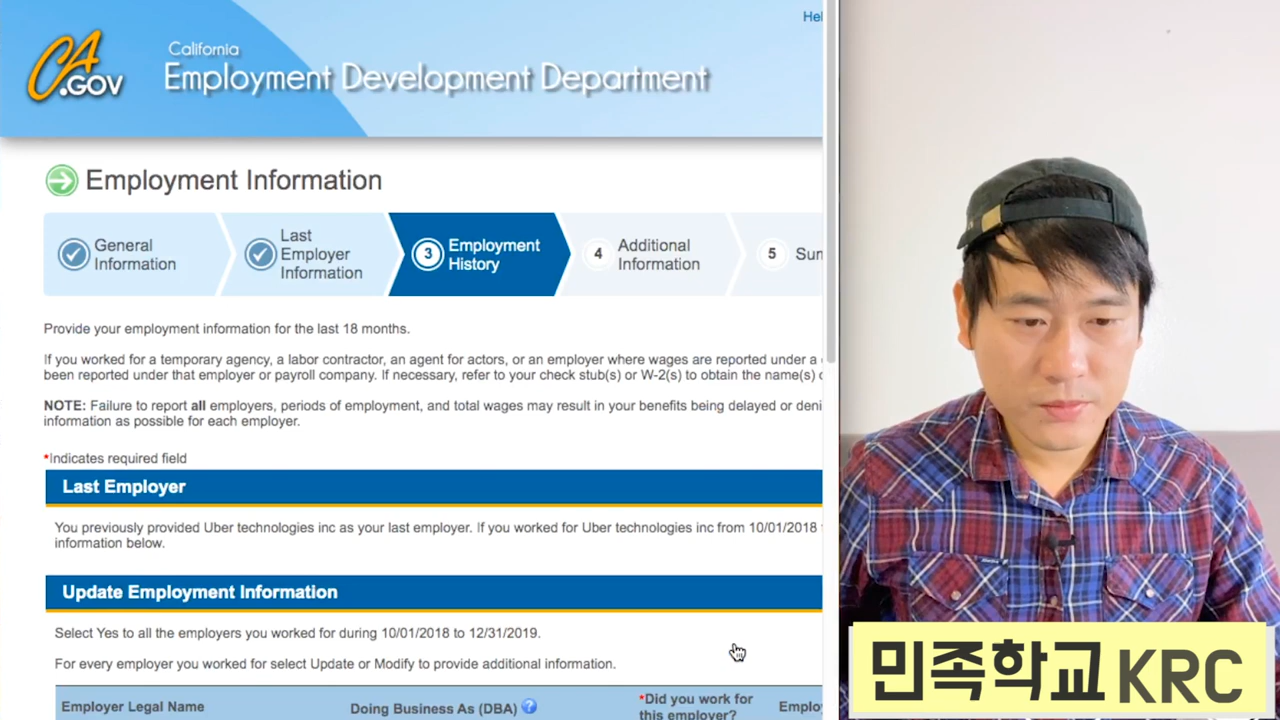 Hel
CA
.GOV
California
Employment Development Department
Employment Information
General
Information
Last
Employer
Information
3
Employment
History
4
Additional
Information
5
Sum
Provide your employment information for the last 18 months.
If you worked for a temporary agency, a labor contractor, an agent for actors, or an employer where wages are reported under a
been reported under that employer or payroll company. If necessary, refer to your check stub(s) or W-2(s) to obtain the name(s)
NOTE: Failure to report all employers, periods of employment, and total wages may result in your benefits being delayed or deni
information as possible for each employer.
*Indicates required field
Last Employer
You previously provided Uber technologies inc as your last employer. If you worked for Uber technologies inc from 10/01/2018
information below.
Update Employment Information
Select Yes to all the employers you worked for during 10/01/2018 to 12/31/2019.
For every employer you worked for select Update or Modify to provide additional information.
Employer Legal Name
Doing Business As (DBA) ?
*Did you work for
this employer?
Emplo
민족학교 KRC